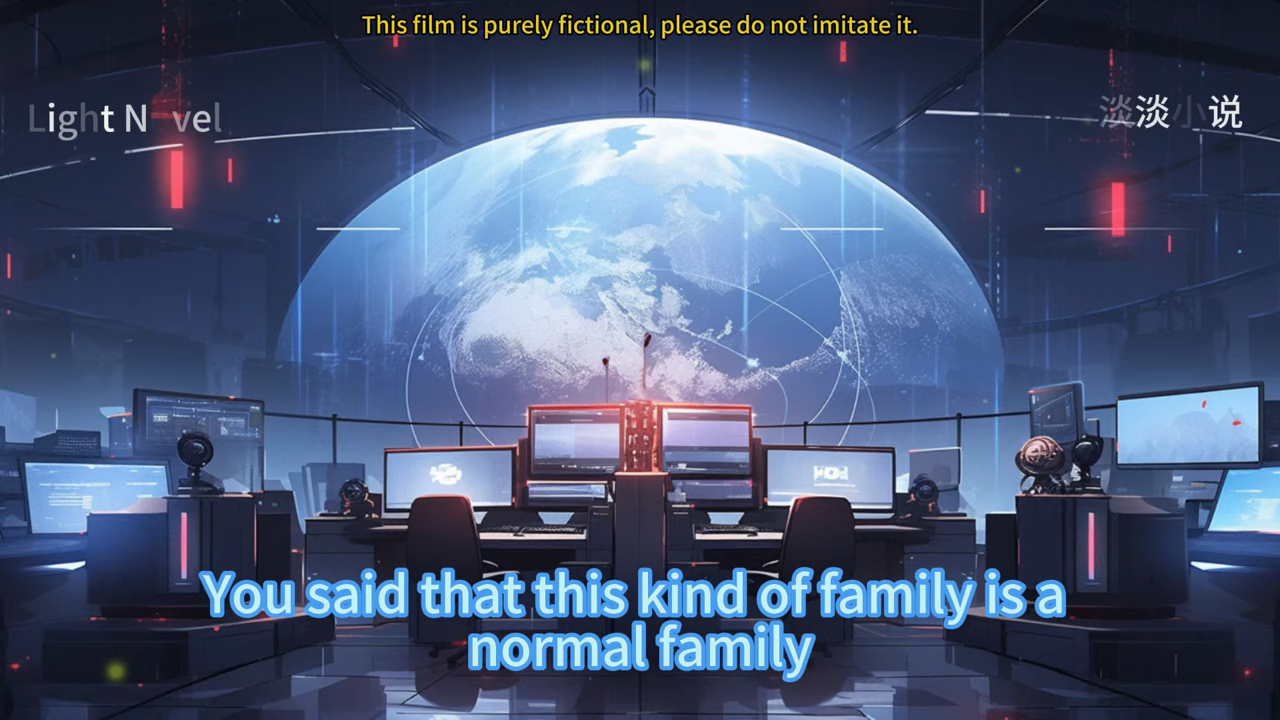 This film is purely fictional, please do not imitate it.
Light N vel
淡淡小说
You said that this kind of family is a
normal family